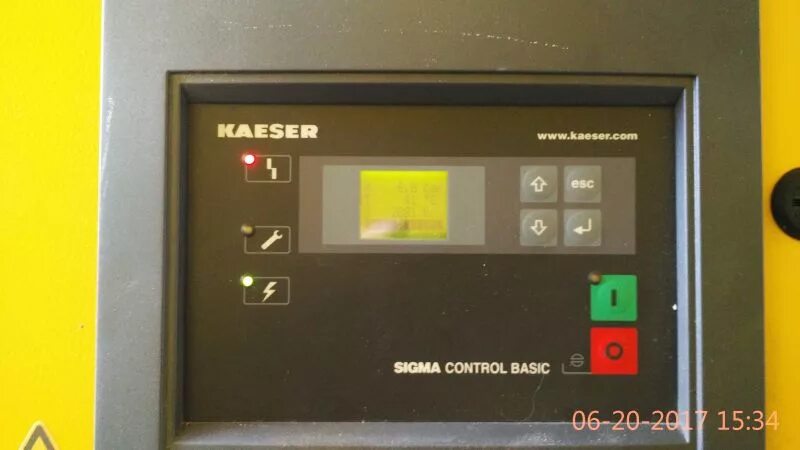 KAESER
www.kaeser.com
esc
I
O
SIGMA CONTROL BASIC
06-20-2017 15:34